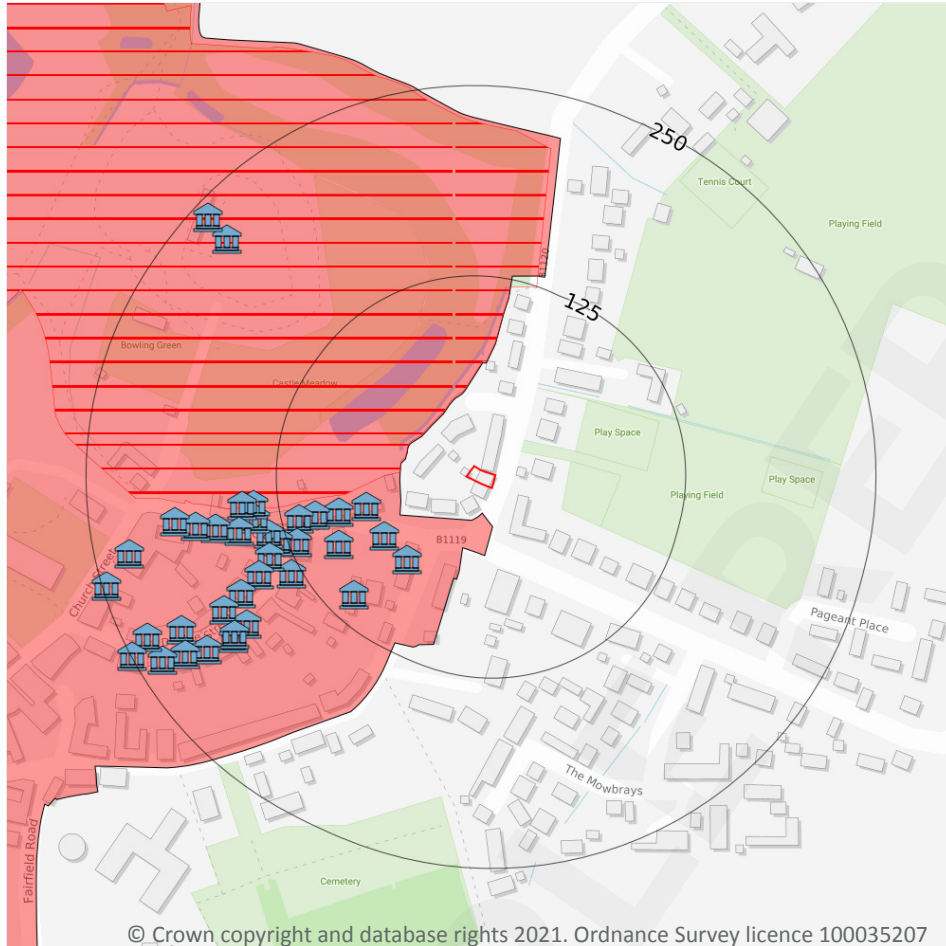 250
Tennis Court
Playing Field
B1120
125
Bowling Green
Castle Meadow
Play Space
Play Space
Playing Field
B1119
Church Street
Pageant Place
The Mowbrays
Fairfield Road
Cemetery
© Crown copyright and database rights 2021. Ordnance Survey licence 100035207